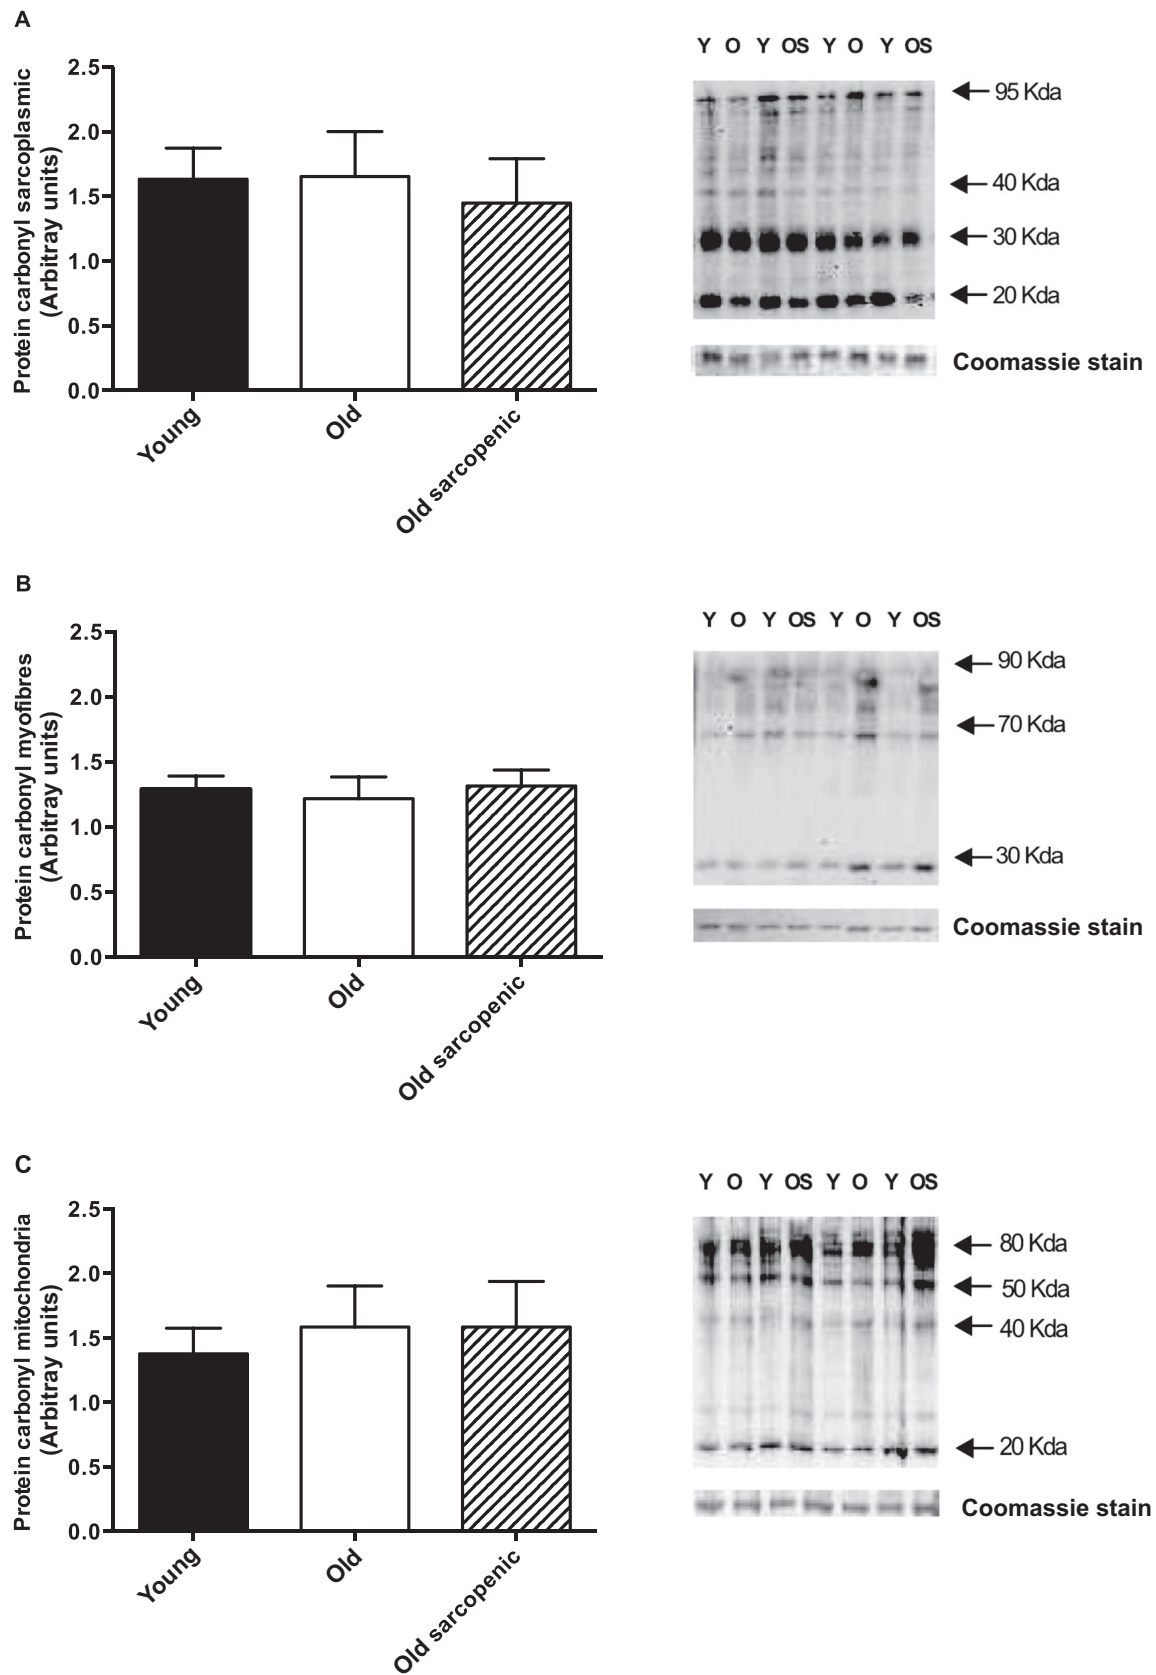 A
Protein carbonyl sarcoplasmic
(Arbitray units)
2.5
2.0
1.5
1.0
0.5
0.0
Young
Old
Old sarcopenic
Y O Y OS Y O Y OS
95 Kda
40 Kda
30 Kda
20 Kda
Coomassie stain
B
Protein carbonyl myofibres
(Arbitray units)
2.5
2.0
1.5
1.0
0.5
0.0
Young
Old
Old sarcopenic
Y O Y OS Y O Y OS
90 Kda
70 Kda
30 Kda
Coomassie stain
C
Protein carbonyl mitochondria
(Arbitray units)
2.5
2.0
1.5
1.0
0.5
0.0
Young
Old
Old sarcopenic
Y O Y OS Y O Y OS
80 Kda
50 Kda
40 Kda
20 Kda
Coomassie stain